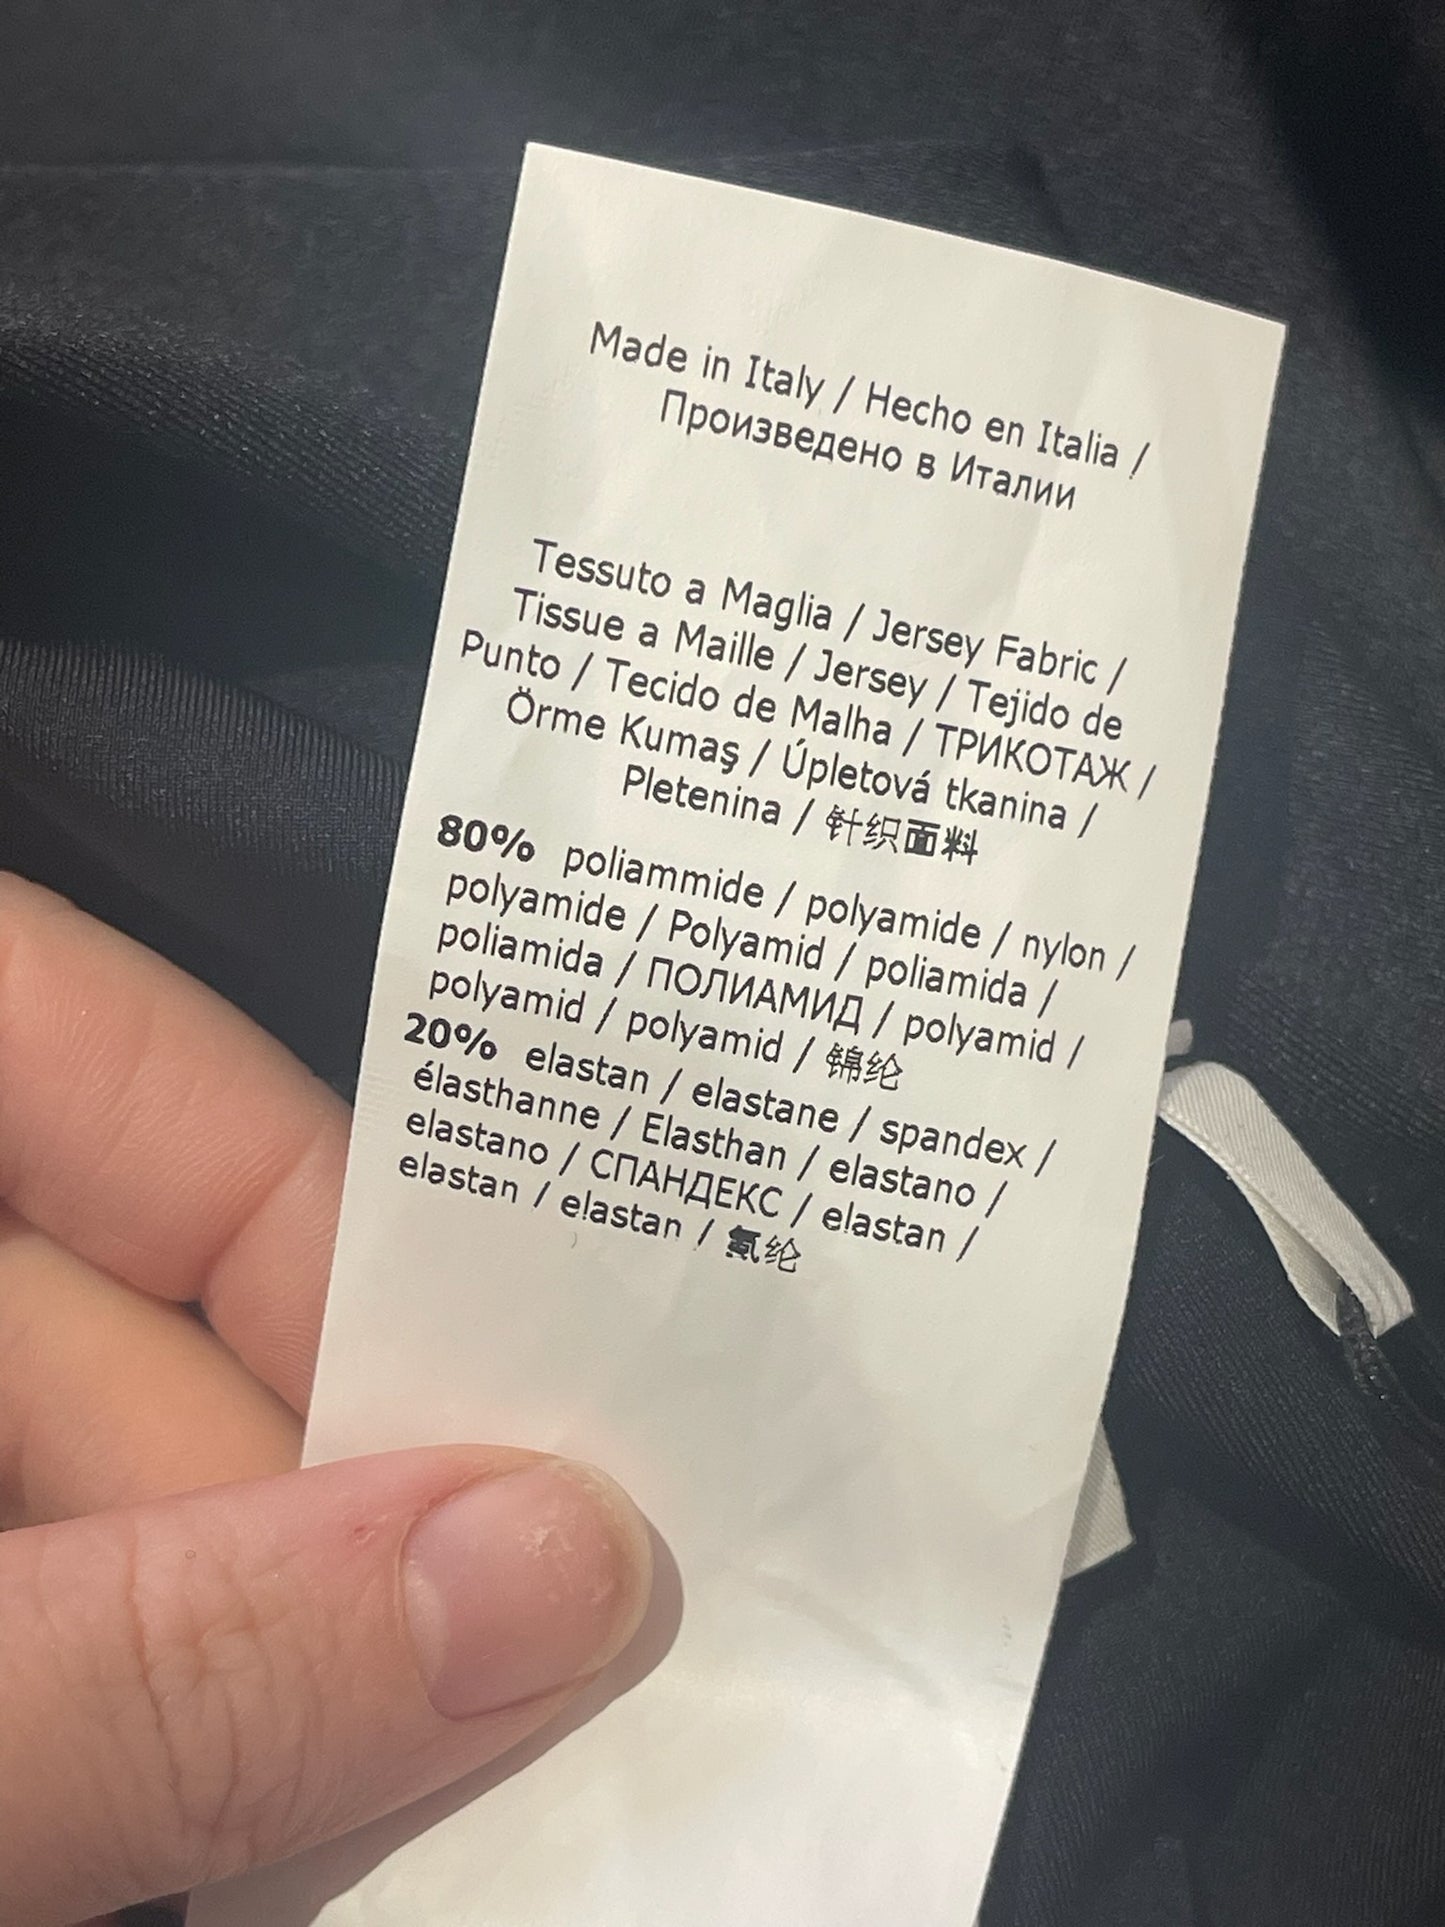 Made in Italy / Hecho en Italia /
Произведено в Италии
Tessuto a Maglia / Jersey Fabric /
Tissue a Maille / Jersey / Tejido de
Punto / Tecido de Malha / ТРИКОТАЖ /
Örme Kumaş / Úpletová tkanina /
Pletenina / 针织面料
80% poliammide / polyamide / nylon /
polyamide / Polyamid / poliamida /
poliamida / ПОЛИАМИД / polyamid /
polyamid / polyamid / 锦纶
20% elastan / elastane / spandex /
élasthanne / Elasthan / elastano /
elastano / СПАНДЕКС / elastan /
elastan / elastan / 氨纶